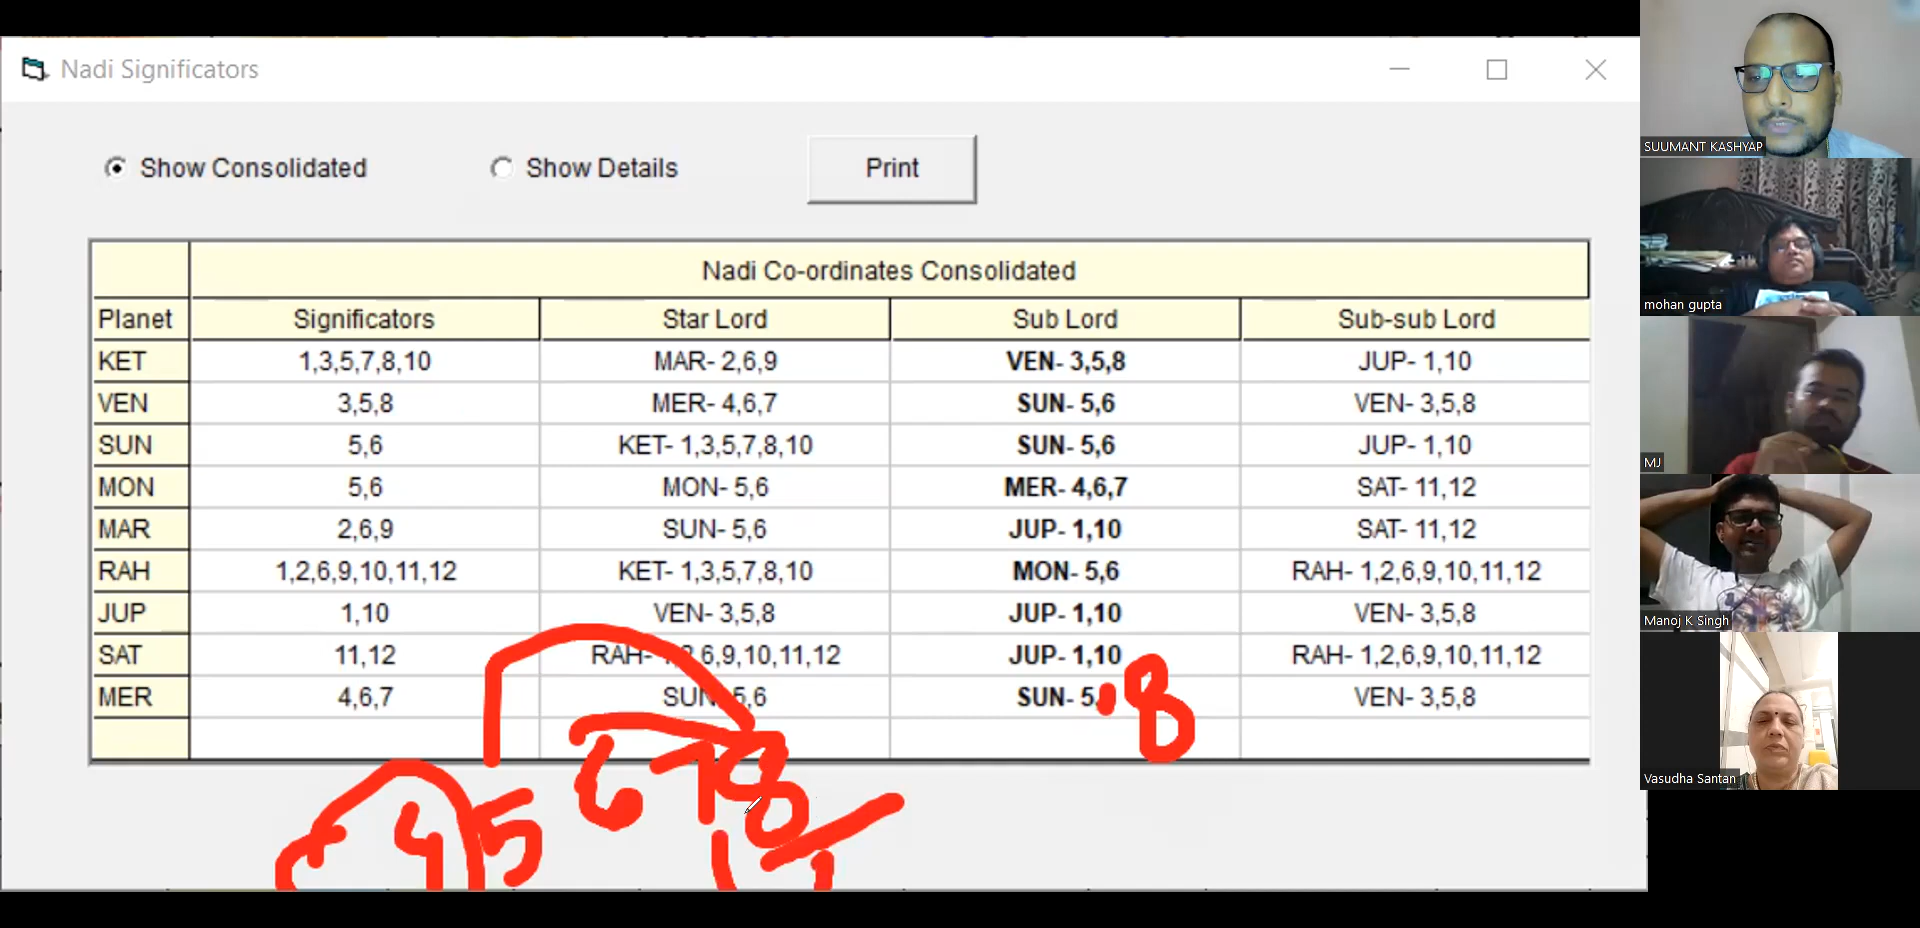 Nadi Significators
Show Consolidated Show Details Print
Nadi Co-ordinates Consolidated
Planet Significators Star Lord Sub Lord Sub-sub Lord
KET 1,3,5,7,8,10 MAR- 2,6,9 VEN- 3,5,8 JUP- 1,10
VEN 3,5,8 MER- 4,6,7 SUN- 5,6 VEN- 3,5,8
SUN 5,6 KET- 1,3,5,7,8,10 SUN- 5,6 JUP- 1,10
MON 5,6 MON- 5,6 MER- 4,6,7 SAT- 11,12
MAR 2,6,9 SUN- 5,6 JUP- 1,10 SAT- 11,12
RAH 1,2,6,9,10,11,12 KET- 1,3,5,7,8,10 MON- 5,6 RAH- 1,2,6,9,10,11,12
JUP 1,10 VEN- 3,5,8 JUP- 1,10 VEN- 3,5,8
SAT 11,12 RAH- 1,2,6,9,10,11,12 JUP- 1,10 RAH- 1,2,6,9,10,11,12
MER 4,6,7 SUN- 5,6 SUN- 5, VEN- 3,5,8
8
6 7 8
4 5
SUUMANT KASHYAP
mohan gupta
MJ
Manoj K Singh
Vasudha Santan